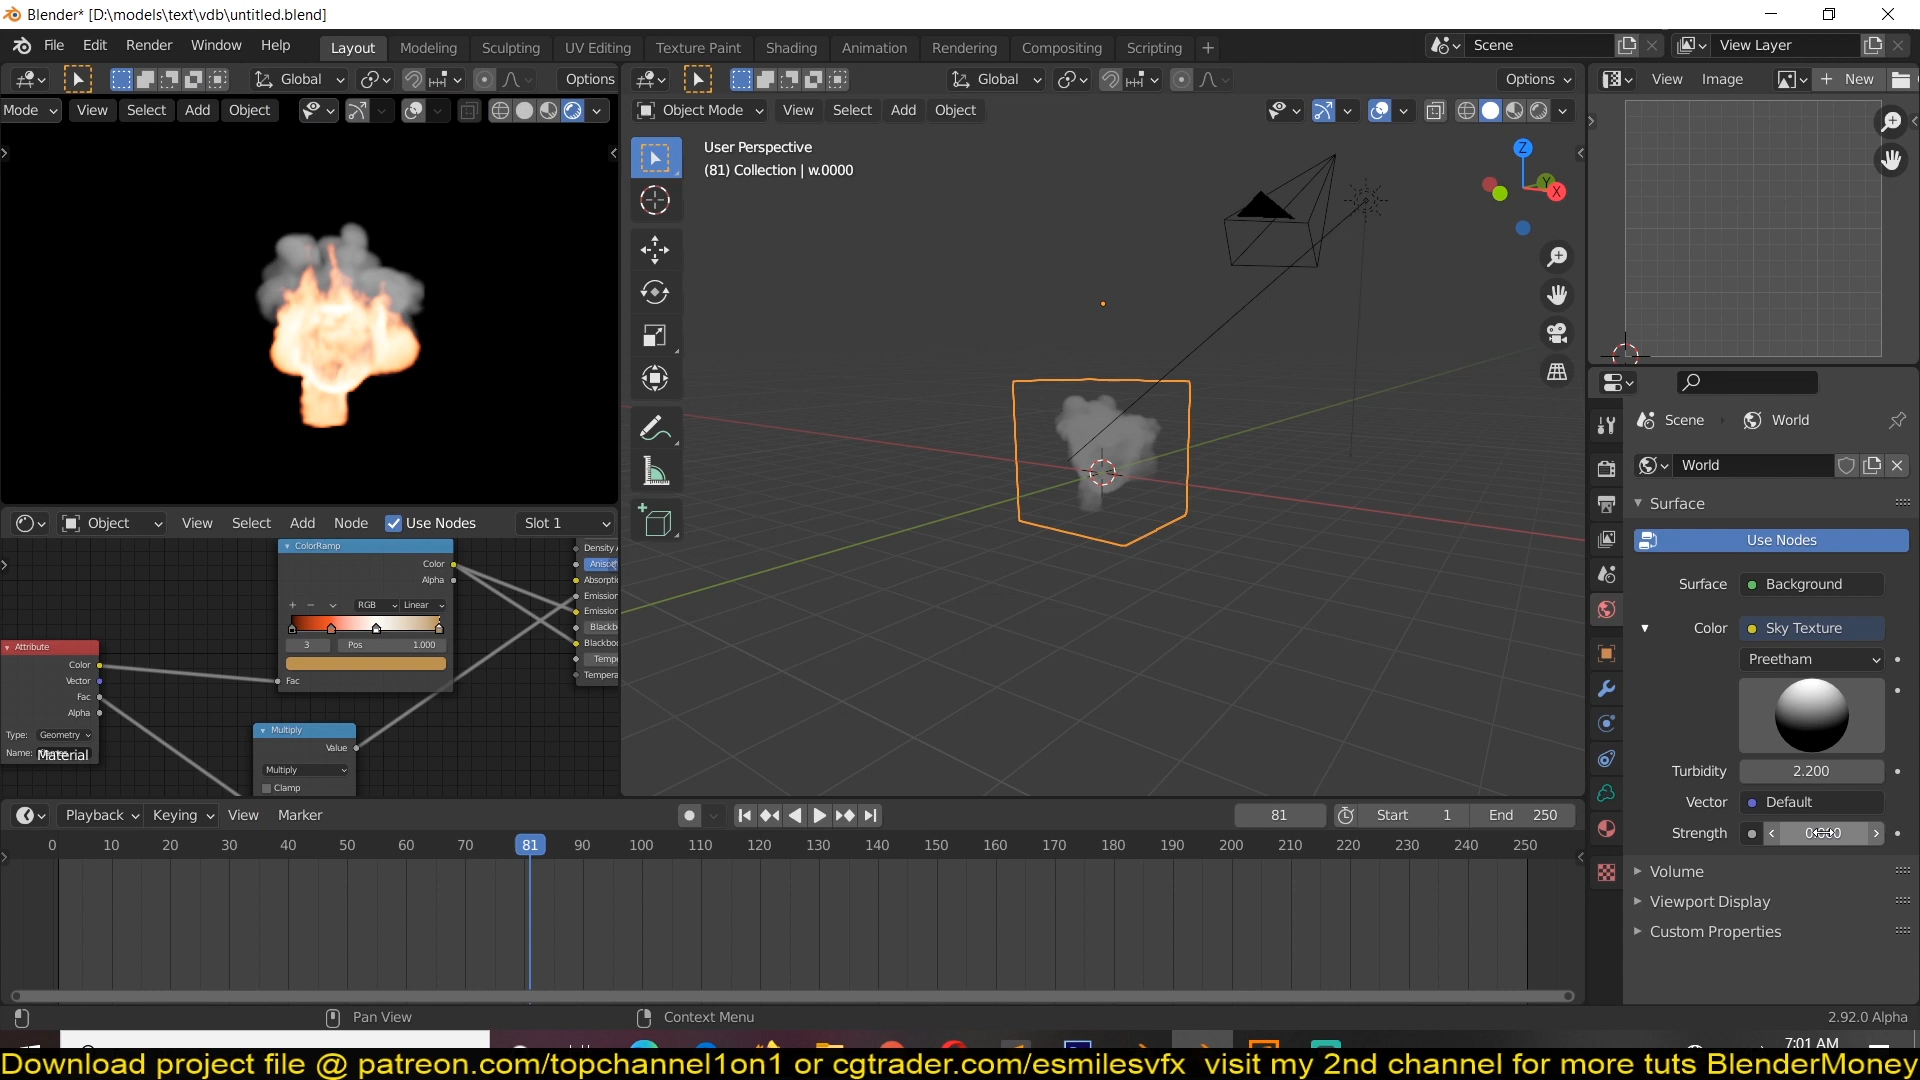 Blender* [D:\models\text\vdb\untitled.blend]
File Edit Render Window Help Layout Modeling Sculpting UV Editing Texture Paint Shading Animation Rendering Compositing Scripting + Scene View Layer
Global Options Global Options View Image New
Mode View Select Add Object Object Mode View Select Add Object
User Perspective
(81) Collection | w.0000
Z
Y
X
Scene World
World
Surface
Use Nodes
Surface Background
Color Sky Texture
Preetham
Turbidity 2.200
Vector Default
Strength
Volume
Viewport Display
Custom Properties
Object View Select Add Node Use Nodes Slot 1
ColorRamp
Color
Alpha
RGB Linear
3 Pos 1.000
Fac
Attribute
Color
Vector
Fac
Alpha
Type: Geometry
Name:
Material
Multiply
Value
Multiply
Clamp
Density
Absorptio
Emission
Emission
Blackb
Blackbo
Tempe
Tempera
Playback Keying View Marker 81 Start 1 End 250
0 10 20 30 40 50 60 70 81 90 100 110 120 130 140 150 160 170 180 190 200 210 220 230 240 250
Pan View Context Menu 2.92.0 Alpha
7:01 AM
Download project file @ patreon.com/topchannel1on1 or cgtrader.com/esmilesvfx visit my 2nd channel for more tuts BlenderMoney